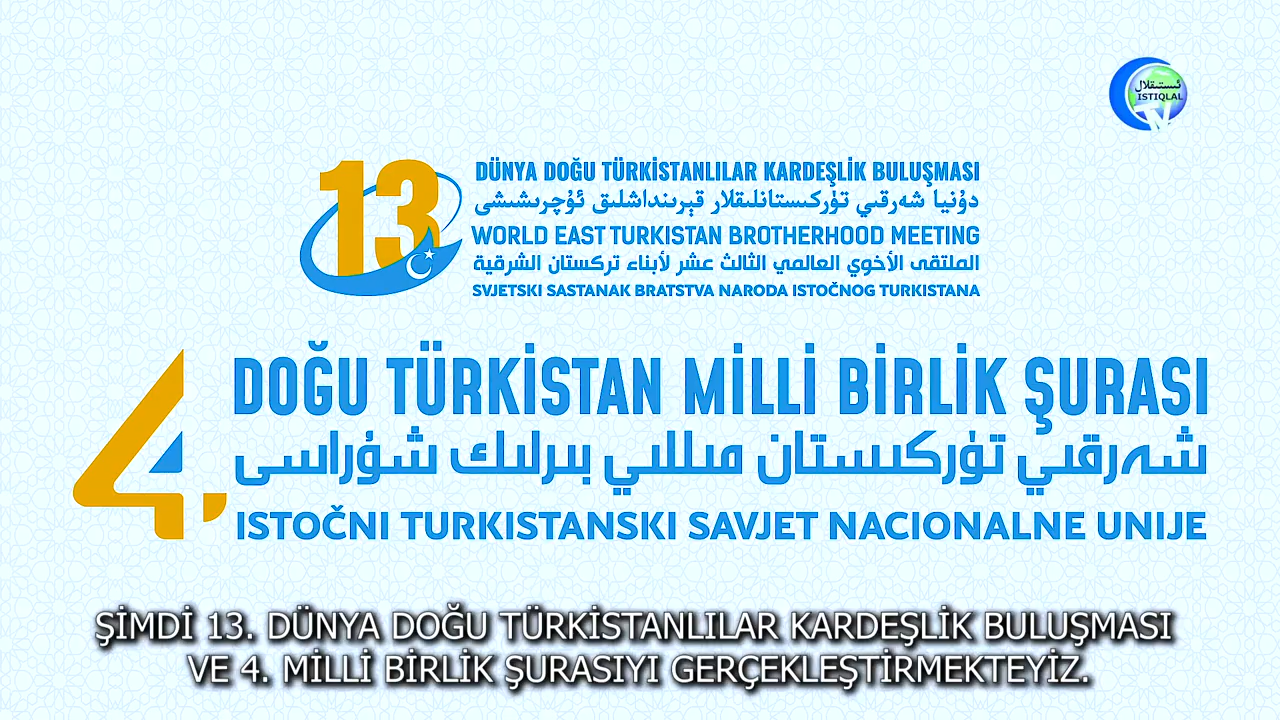 ئىستىقلال
ISTIQLAL
TV
13
DÜNYA DOĞU TÜRKİSTANLILAR KARDEŞLİK BULUŞMASI
دۇنيا شەرقىي تۈركىستانلىقلار قېرىنداشلىق ئۇچرىشىشى
WORLD EAST TURKISTAN BROTHERHOOD MEETING
الملتقى الأخوي العالمي الثالث عشر لأبناء تركستان الشرقية
SVJETSKI SASTANAK BRATSTVA NARODA ISTOČNOG TURKISTANA
4.
DOĞU TÜRKİSTAN MİLLİ BİRLİK ŞURASI
شەرقىي تۈركىستان مىللىي بىرلىك شۇراسى
ISTOČNI TURKISTANSKI SAVJET NACIONALNE UNIJE
ŞİMDİ 13. DÜNYA DOĞU TÜRKİSTANLILAR KARDEŞLİK BULUŞMASI
VE 4. MİLLİ BİRLİK ŞURASIYI GERÇEKLEŞTİRMEKTEYİZ.